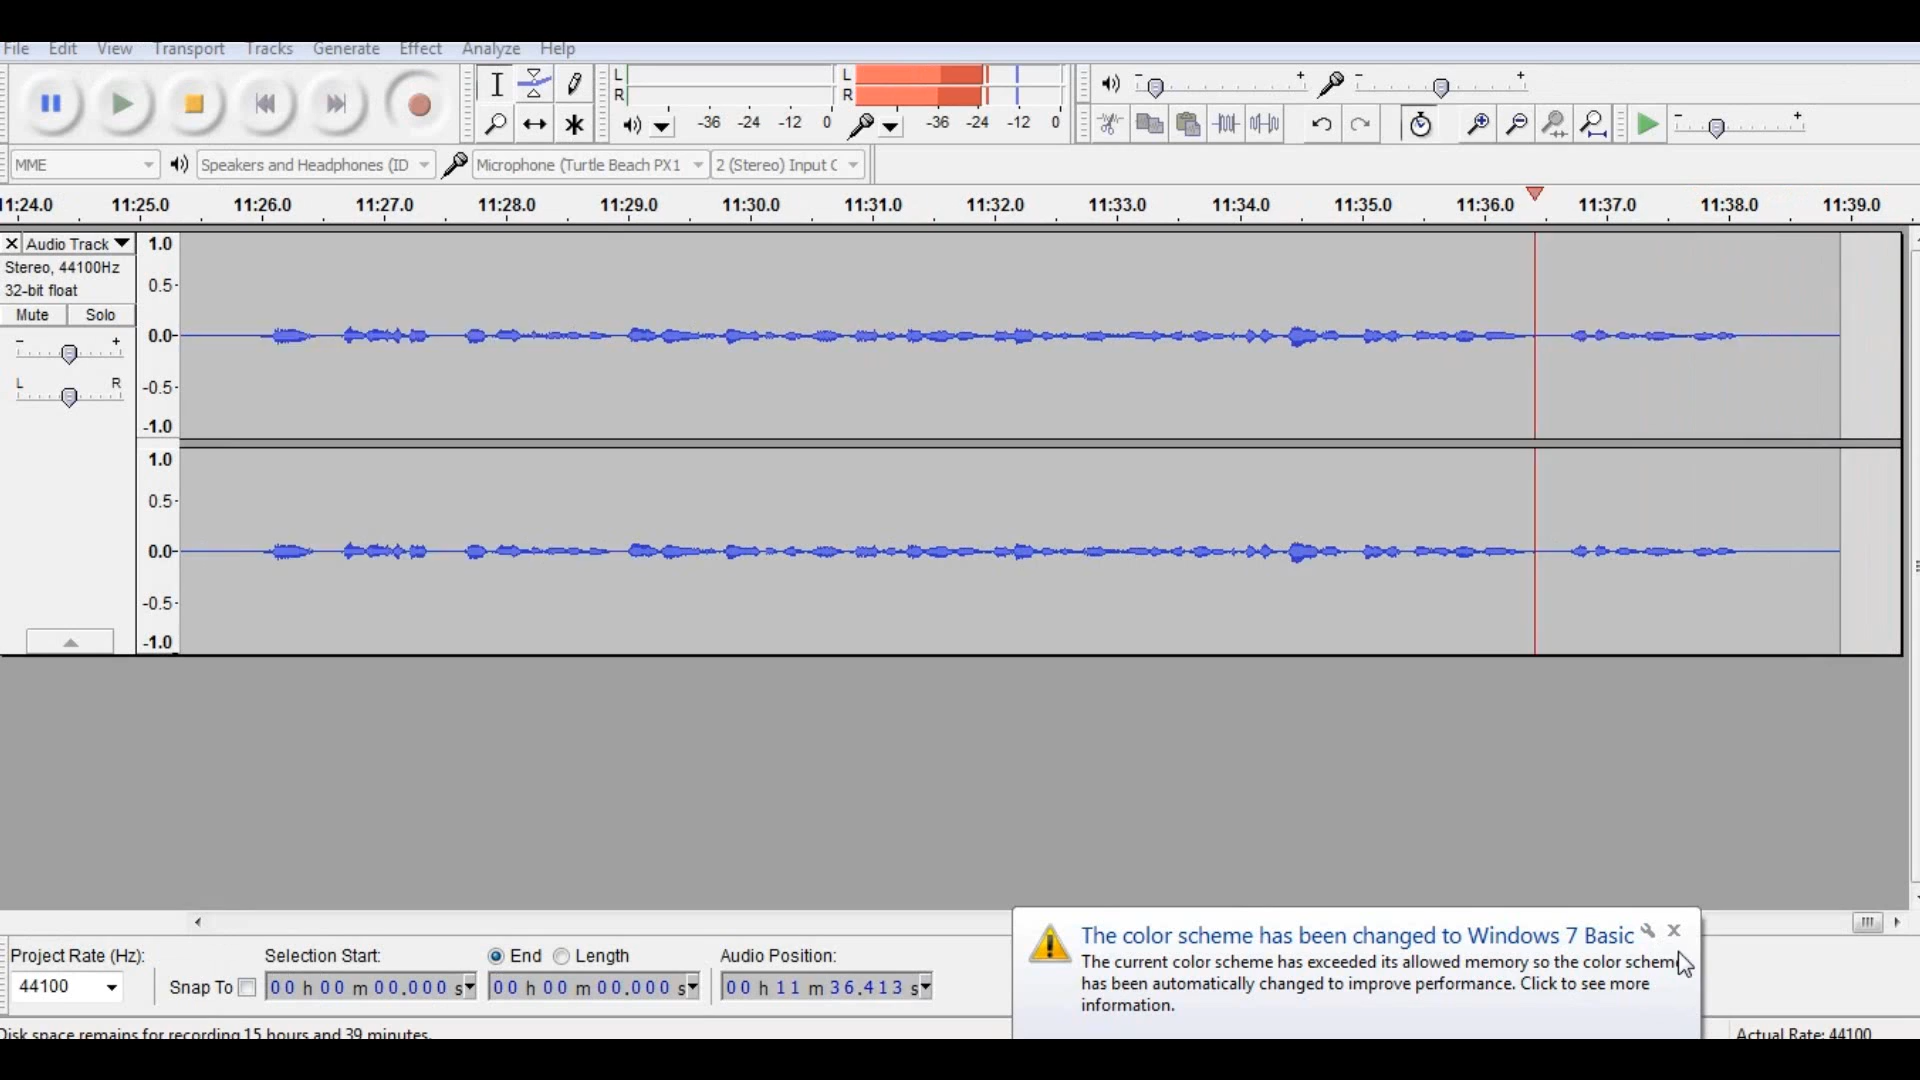 File Edit View Transport Tracks Generate Effect Analyze Help
L
R
-36 -24 -12 0
L
R
-36 -24 -12 0
- +
- +
- +
MME
Speakers and Headphones (ID
Microphone (Turtle Beach PX1
2 (Stereo) Input C
11:24.0 11:25.0 11:26.0 11:27.0 11:28.0 11:29.0 11:30.0 11:31.0 11:32.0 11:33.0 11:34.0 11:35.0 11:36.0 11:37.0 11:38.0 11:39.0
Audio Track
Stereo, 44100Hz
32-bit float
Mute Solo
- +
L R
1.0
0.5
0.0
-0.5
-1.0
1.0
0.5
0.0
-0.5
-1.0
Project Rate (Hz):
44100
Snap To
Selection Start:
00 h 00 m 00.000 s
End Length
00 h 00 m 00.000 s
Audio Position:
00 h 11 m 36.413 s
The color scheme has been changed to Windows 7 Basic
The current color scheme has exceeded its allowed memory so the color scheme
has been automatically changed to improve performance. Click to see more
information.
Disk space remains for recording 15 hours and 39 minutes.
Actual Rate: 44100